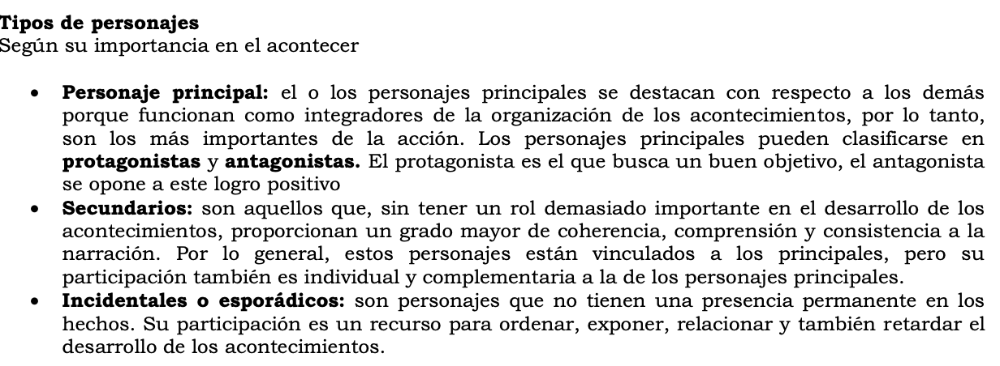 Tipos de personajes
Según su importancia en el acontecer
• Personaje principal: el o los personajes principales se destacan con respecto a los demás
porque funcionan como integradores de la organización de los acontecimientos, por lo tanto,
son los más importantes de la acción. Los personajes principales pueden clasificarse en
protagonistas y antagonistas. El protagonista es el que busca un buen objetivo, el antagonista
se opone a este logro positivo
• Secundarios: son aquellos que, sin tener un rol demasiado importante en el desarrollo de los
acontecimientos, proporcionan un grado mayor de coherencia, comprensión y consistencia a la
narración. Por lo general, estos personajes están vinculados a los principales, pero su
participación también es individual y complementaria a la de los personajes principales.
• Incidentales o esporádicos: son personajes que no tienen una presencia permanente en los
hechos. Su participación es un recurso para ordenar, exponer, relacionar y también retardar el
desarrollo de los acontecimientos.